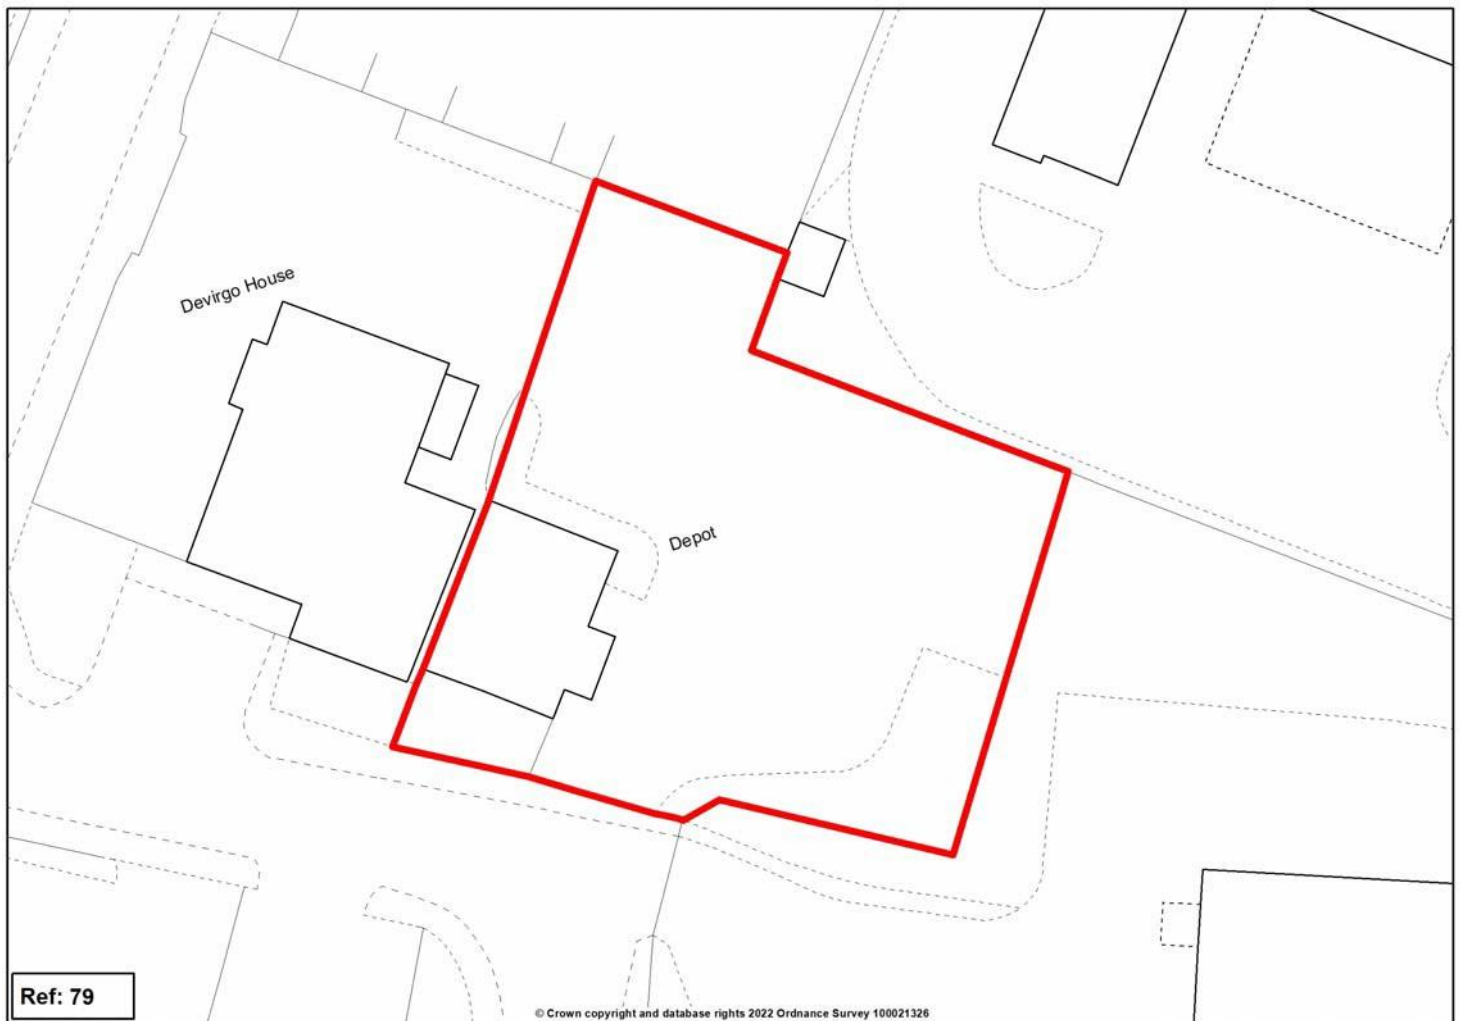 Devirgo House
Depot
Ref: 79
© Crown copyright and database rights 2022 Ordnance Survey 100021326